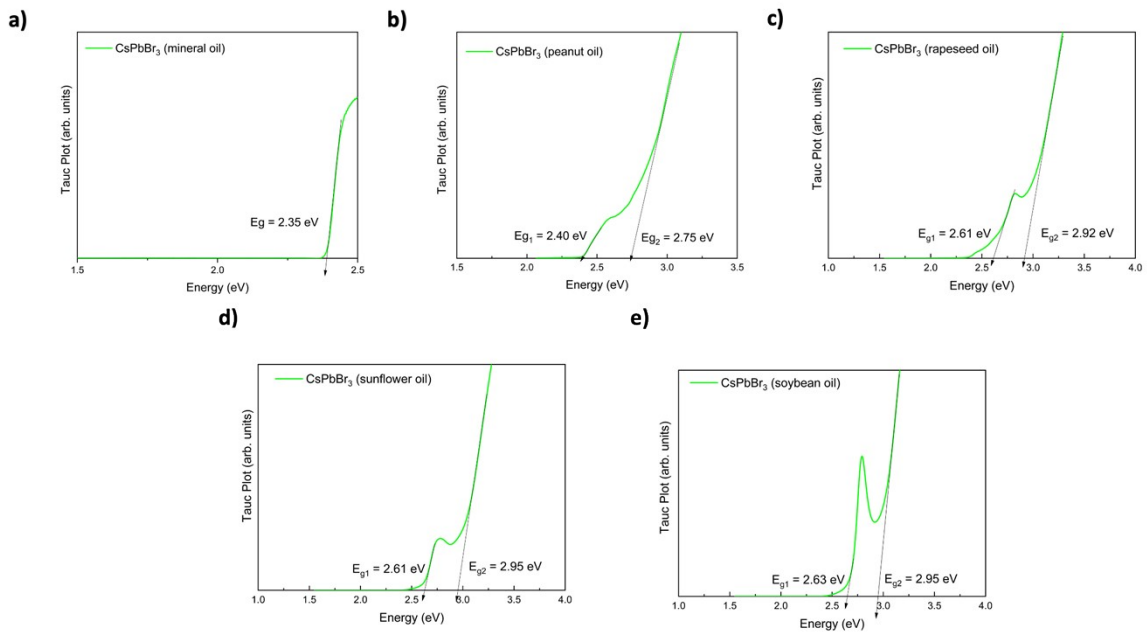 a)
CsPbBr₃ (mineral oil)
Tauc Plot (arb. units)
Eg = 2.35 eV
1.5 2.0 2.5
Energy (eV)
b)
CsPbBr₃ (peanut oil)
Tauc Plot (arb. units)
Eg₁ = 2.40 eV
Eg₂ = 2.75 eV
1.5 2.0 2.5 3.0 3.5
Energy (eV)
c)
CsPbBr₃ (rapeseed oil)
Tauc Plot (arb. units)
E_g1 = 2.61 eV
E_g2 = 2.92 eV
1.0 1.5 2.0 2.5 3.0 3.5 4.0
Energy (eV)
d)
CsPbBr₃ (sunflower oil)
Tauc Plot (arb. units)
E_g1 = 2.61 eV
E_g2 = 2.95 eV
1.0 1.5 2.0 2.5 3.0 3.5 4.0
Energy (eV)
e)
CsPbBr₃ (soybean oil)
Tauc Plot (arb. units)
E_g1 = 2.63 eV
E_g2 = 2.95 eV
1.0 1.5 2.0 2.5 3.0 3.5 4.0
Energy (eV)